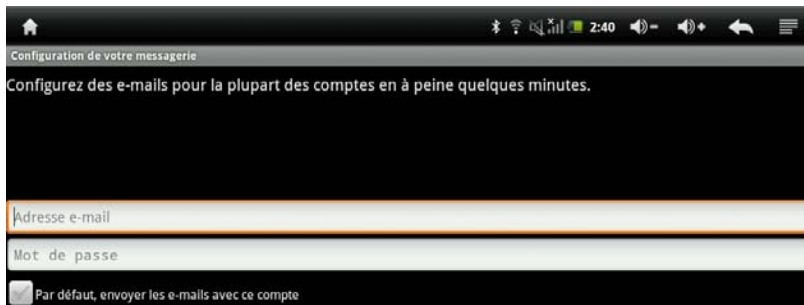 2:40
Configuration de votre messagerie
Configurez des e-mails pour la plupart des comptes en à peine quelques minutes.
Adresse e-mail
Mot de passe
Par défaut, envoyer les e-mails avec ce compte